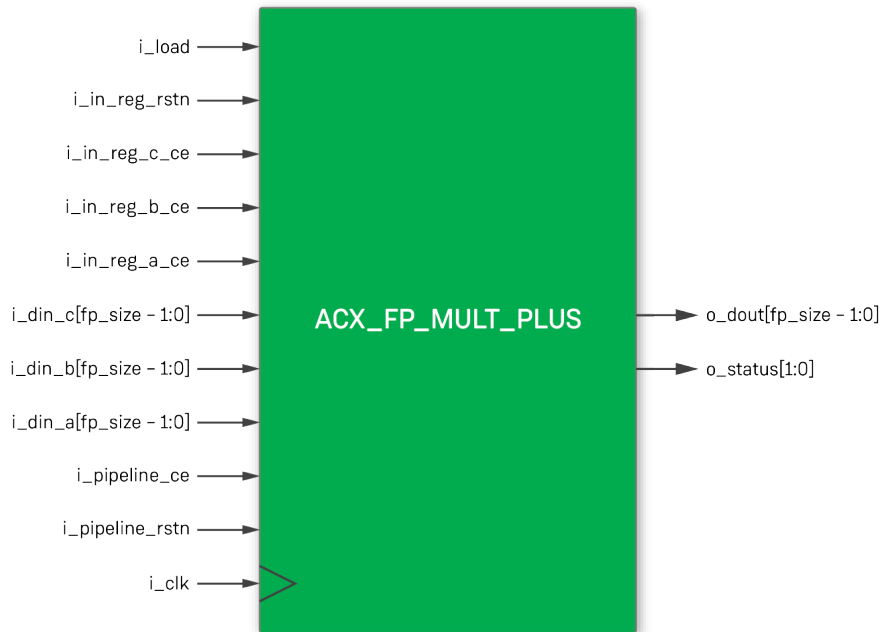 i_load
i_in_reg_rstn
i_in_reg_c_ce
i_in_reg_b_ce
i_in_reg_a_ce
i_din_c[fp_size - 1:0]
ACX_FP_MULT_PLUS
o_dout[fp_size - 1:0]
i_din_b[fp_size - 1:0]
o_status[1:0]
i_din_a[fp_size - 1:0]
i_pipeline_ce
i_pipeline_rstn
i_clk